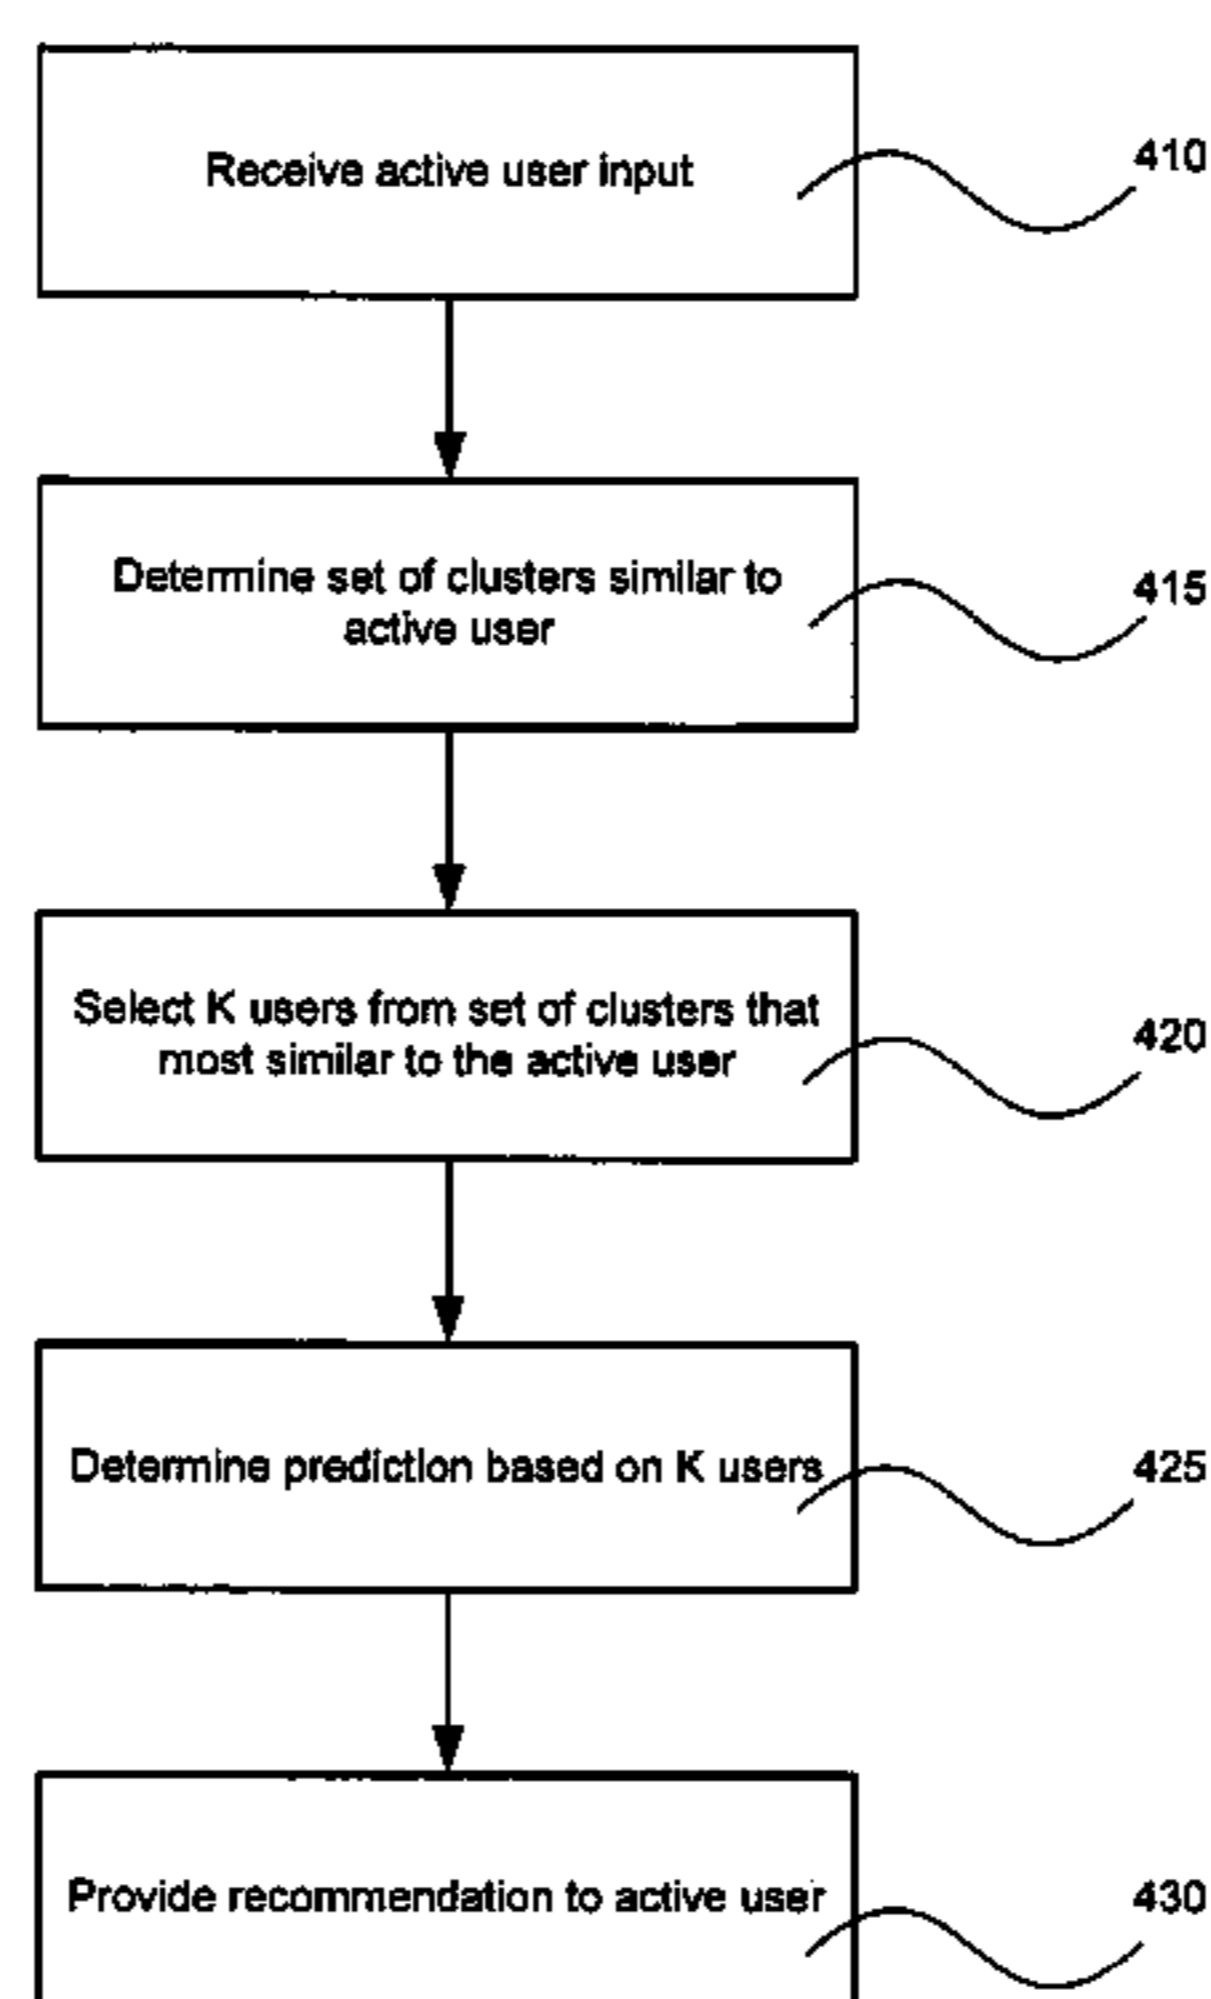 Receive active user input
410
Determine set of clusters similar to
active user
415
Select K users from set of clusters that
most similar to the active user
420
Determine prediction based on K users
425
Provide recommendation to active user
430